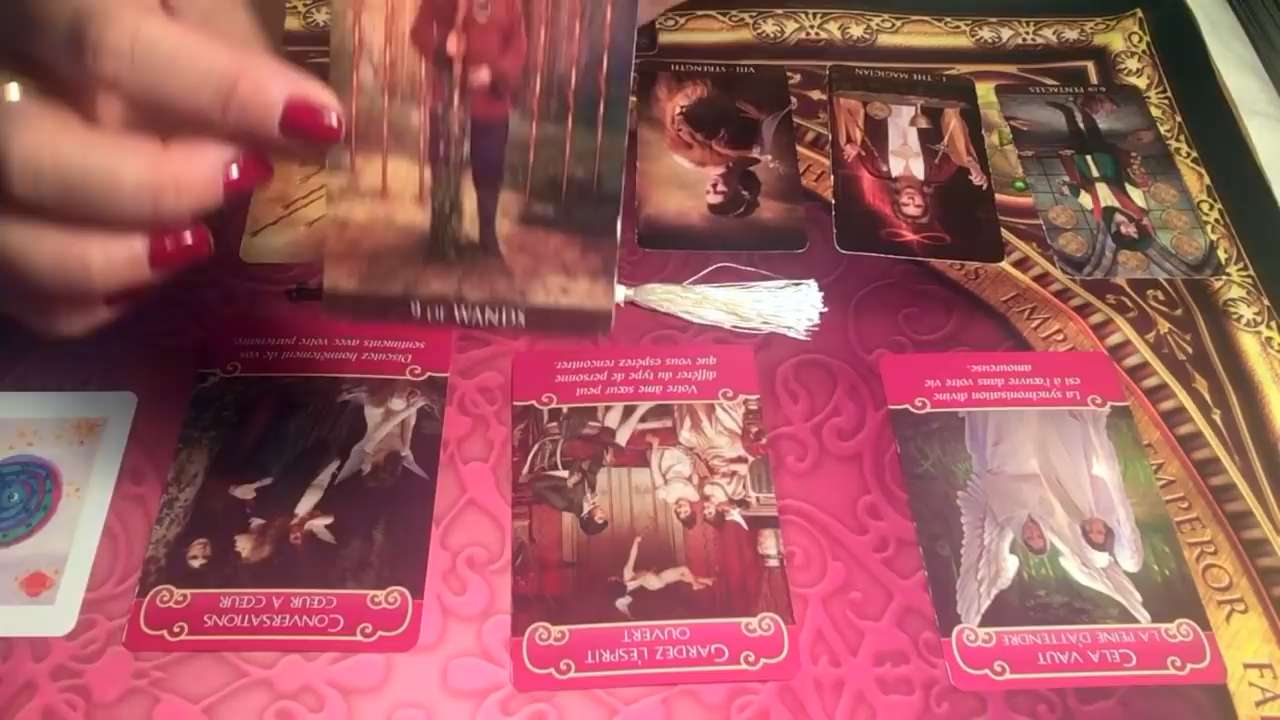 VIII - STRENGTH
I - THE MAGICIAN
6 OF PENTACLES
OF WANDS
Discutez honnêtement de vos
sentiments avec votre partenaire.
Votre âme sœur peut
différer du type de personne
que vous espérez rencontrer.
La synchronisation divine
est à l'œuvre dans votre vie
amoureuse.
CONVERSATIONS
CŒUR À CŒUR
GARDEZ L'ESPRIT
OUVERT
CELA VAUT
LA PEINE D'ATTENDRE
EMPEROR